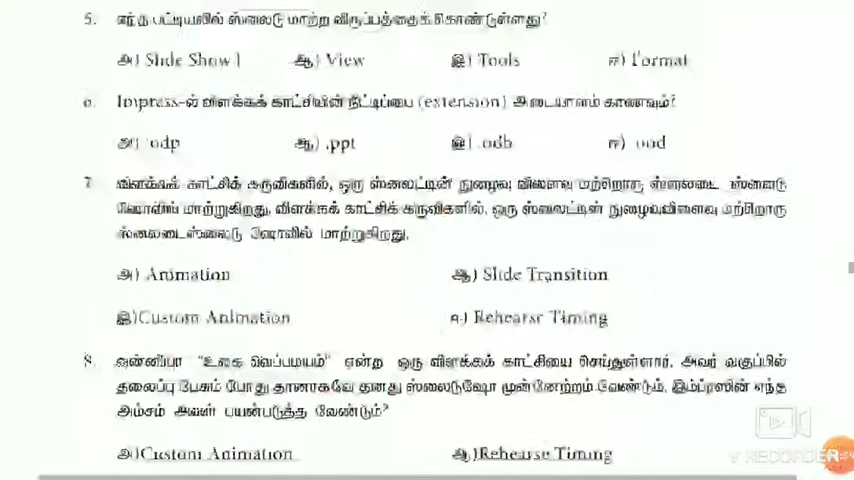 5. எந்த பட்டியலில் ஸ்லைடு மாற்ற விருப்பத்தைக் கொண்டுள்ளது?
அ) Slide Show ஆ) View இ) Tools ஈ) Format
6. Impress-ல் விளக்கக் காட்சியின் நீட்டிப்பை (extension) அடையாளம் காணவும்?
அ) .odp ஆ) .ppt இ) .odb ஈ) .ood
7. விளக்கக் காட்சிக் கருவிகளில், ஒரு ஸ்லைட்டின் நுழைவு விளைவு மற்றொரு ஸ்லைடை ஸ்லைடு
ஷோவில் மாற்றுகிறது, விளக்கக் காட்சிக் கருவிகளில், ஒரு ஸ்லைட்டின் நுழைவுவிளைவு மற்றொரு
ஸ்லைடைஸ்லைடு ஷோவில் மாற்றுகிறது.
அ) Animation ஆ) Slide Transition
இ)Custom Animation ஈ) Rehearse Timing
8. "உலக வெப்பமயம்" என்ற ஒரு விளக்கக் காட்சியை செய்துள்ளார், அவர் வகுப்பில்
தலைப்பு பேசும் போது தானாகவே தனது ஸ்லைடுஷோ முன்னேற்றம் வேண்டும். இம்ப்ரஸின் எந்த
அம்சம் அவள் பயன்படுத்த வேண்டும்?
அ)Custom Animation ஆ)Rehearse Timing
V RECORDER